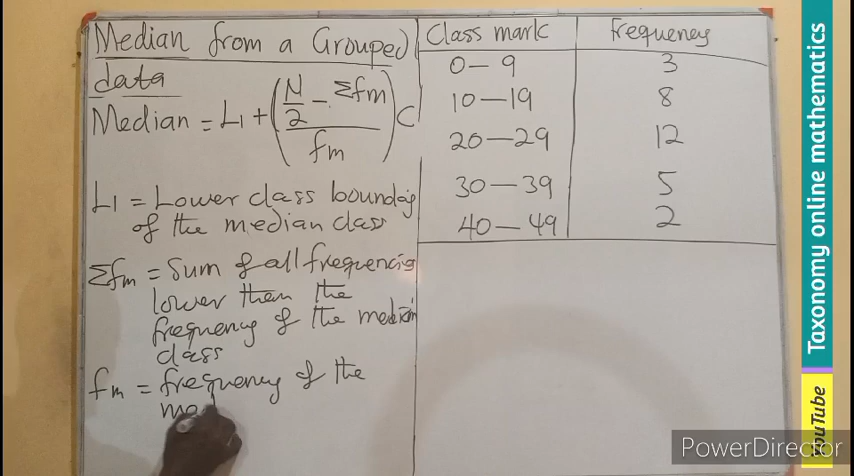 Median from a Grouped
data
Median = L1 + (N/2 - Σfm / fm) C
L1 = Lower class boundary
of the median class
Σfm = Sum of all frequencies
lower than the
frequency of the median
class
fm = frequency of the
med
Class mark Frequency
0 - 9 3
10 - 19 8
20 - 29 12
30 - 39 5
40 - 49 2
YouTube Taxonomy online mathematics
PowerDirector